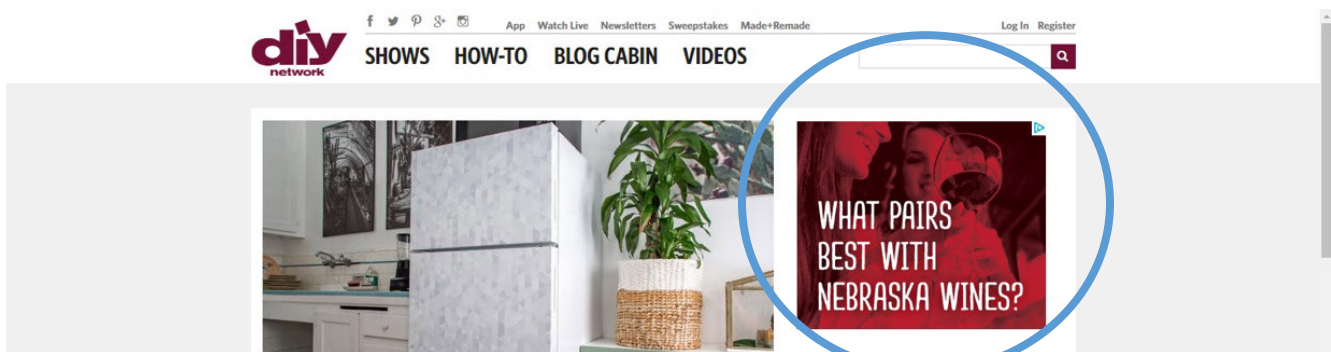 diy
network
f
App Watch Live Newsletters Sweepstakes Made+Remade
Log In Register
SHOWS HOW-TO BLOG CABIN VIDEOS
WHAT PAIRS
BEST WITH
NEBRASKA WINES?